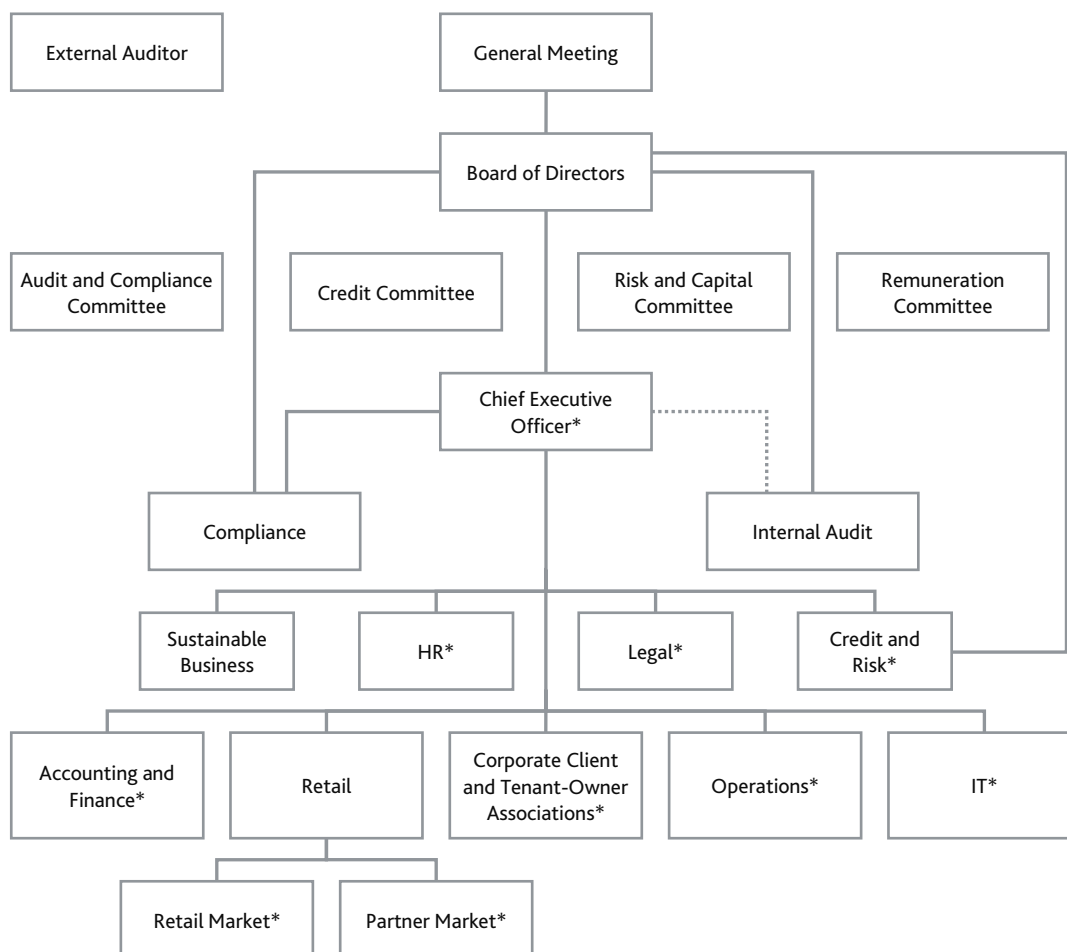 External Auditor
General Meeting
Board of Directors
Audit and Compliance
Committee
Credit Committee
Risk and Capital
Committee
Remuneration
Committee
Chief Executive
Officer*
Compliance
Internal Audit
Sustainable
Business
HR*
Legal*
Credit and
Risk*
Accounting and
Finance*
Retail
Corporate Client
and Tenant-Owner
Associations*
Operations*
IT*
Retail Market*
Partner Market*